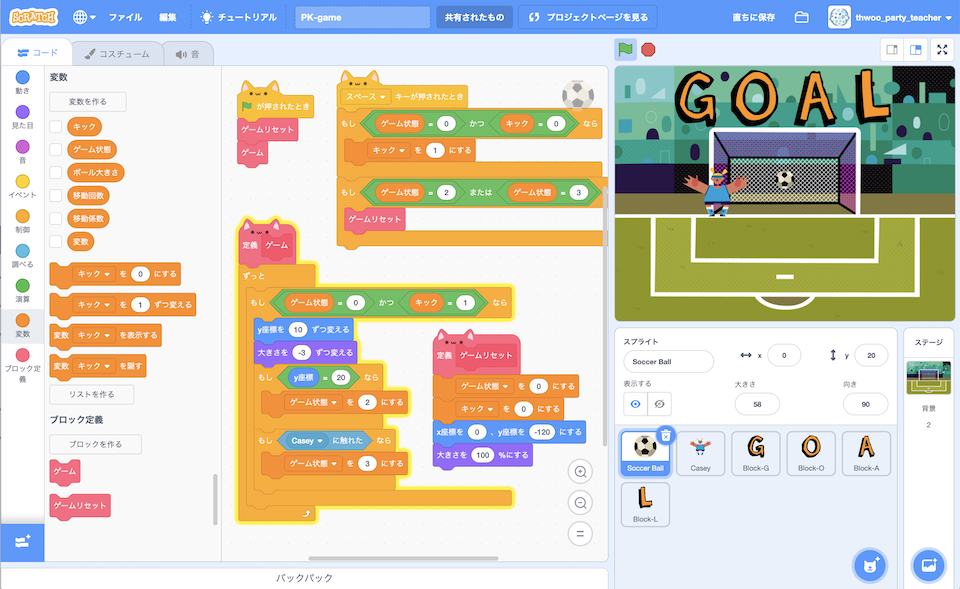 SCRATCH
ファイル
編集
チュートリアル
PK-game
共有されたもの
プロジェクトページを見る
直ちに保存
thwoo_party_teacher
コード
コスチューム
音
動き
見た目
音
イベント
制御
調べる
演算
変数
ブロック定義
変数
変数を作る
キック
ゲーム状態
ボール大きさ
移動回数
移動係数
変数
キック を 0 にする
キック を 1 ずつ変える
変数 キック を表示する
変数 キック を隠す
リストを作る
ブロック定義
ブロックを作る
ゲーム
ゲームリセット
が押されたとき
ゲームリセット
ゲーム
スペース キーが押されたとき
もし ゲーム状態 = 0 かつ キック = 0 なら
キック を 1 にする
もし ゲーム状態 = 2 または ゲーム状態 = 3
ゲームリセット
定義 ゲーム
ずっと
もし ゲーム状態 = 0 かつ キック = 1 なら
y座標を 10 ずつ変える
大きさを -3 ずつ変える
もし y座標 = 20 なら
ゲーム状態 を 2 にする
もし Casey に触れた なら
ゲーム状態 を 3 にする
定義 ゲームリセット
ゲーム状態 を 0 にする
キック を 0 にする
x座標を 0 、y座標を -120 にする
大きさを 100 %にする
バックパック
GOAL
スプライト
Soccer Ball
x 0
y 20
表示する
大きさ
58
向き
90
Soccer Ball
Casey
Block-G
Block-O
Block-A
Block-L
ステージ
背景
2